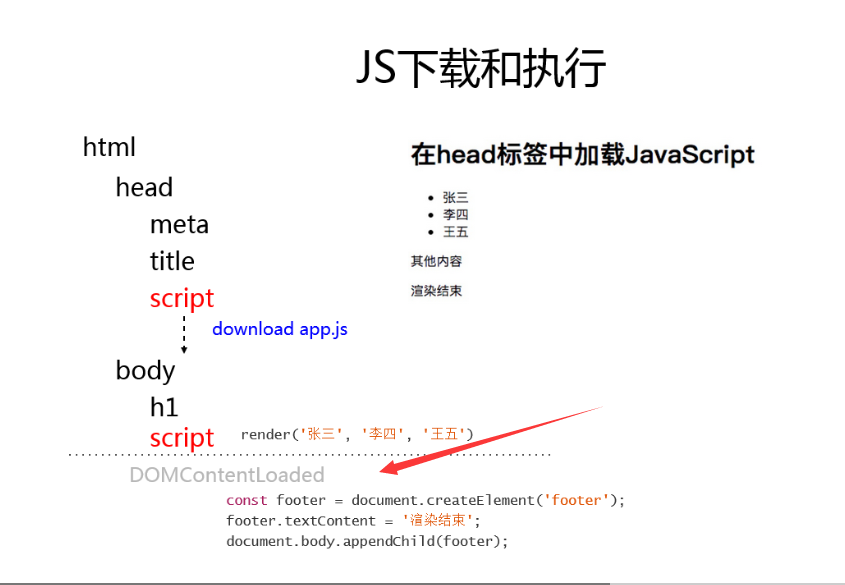 JS下载和执行
html
head
meta
title
script
download app.js
body
h1
script render('张三', '李四', '王五')
DOMContentLoaded
const footer = document.createElement('footer');
footer.textContent = '渲染结束';
document.body.appendChild(footer);
在head标签中加载JavaScript
• 张三
• 李四
• 王五
其他内容
渲染结束